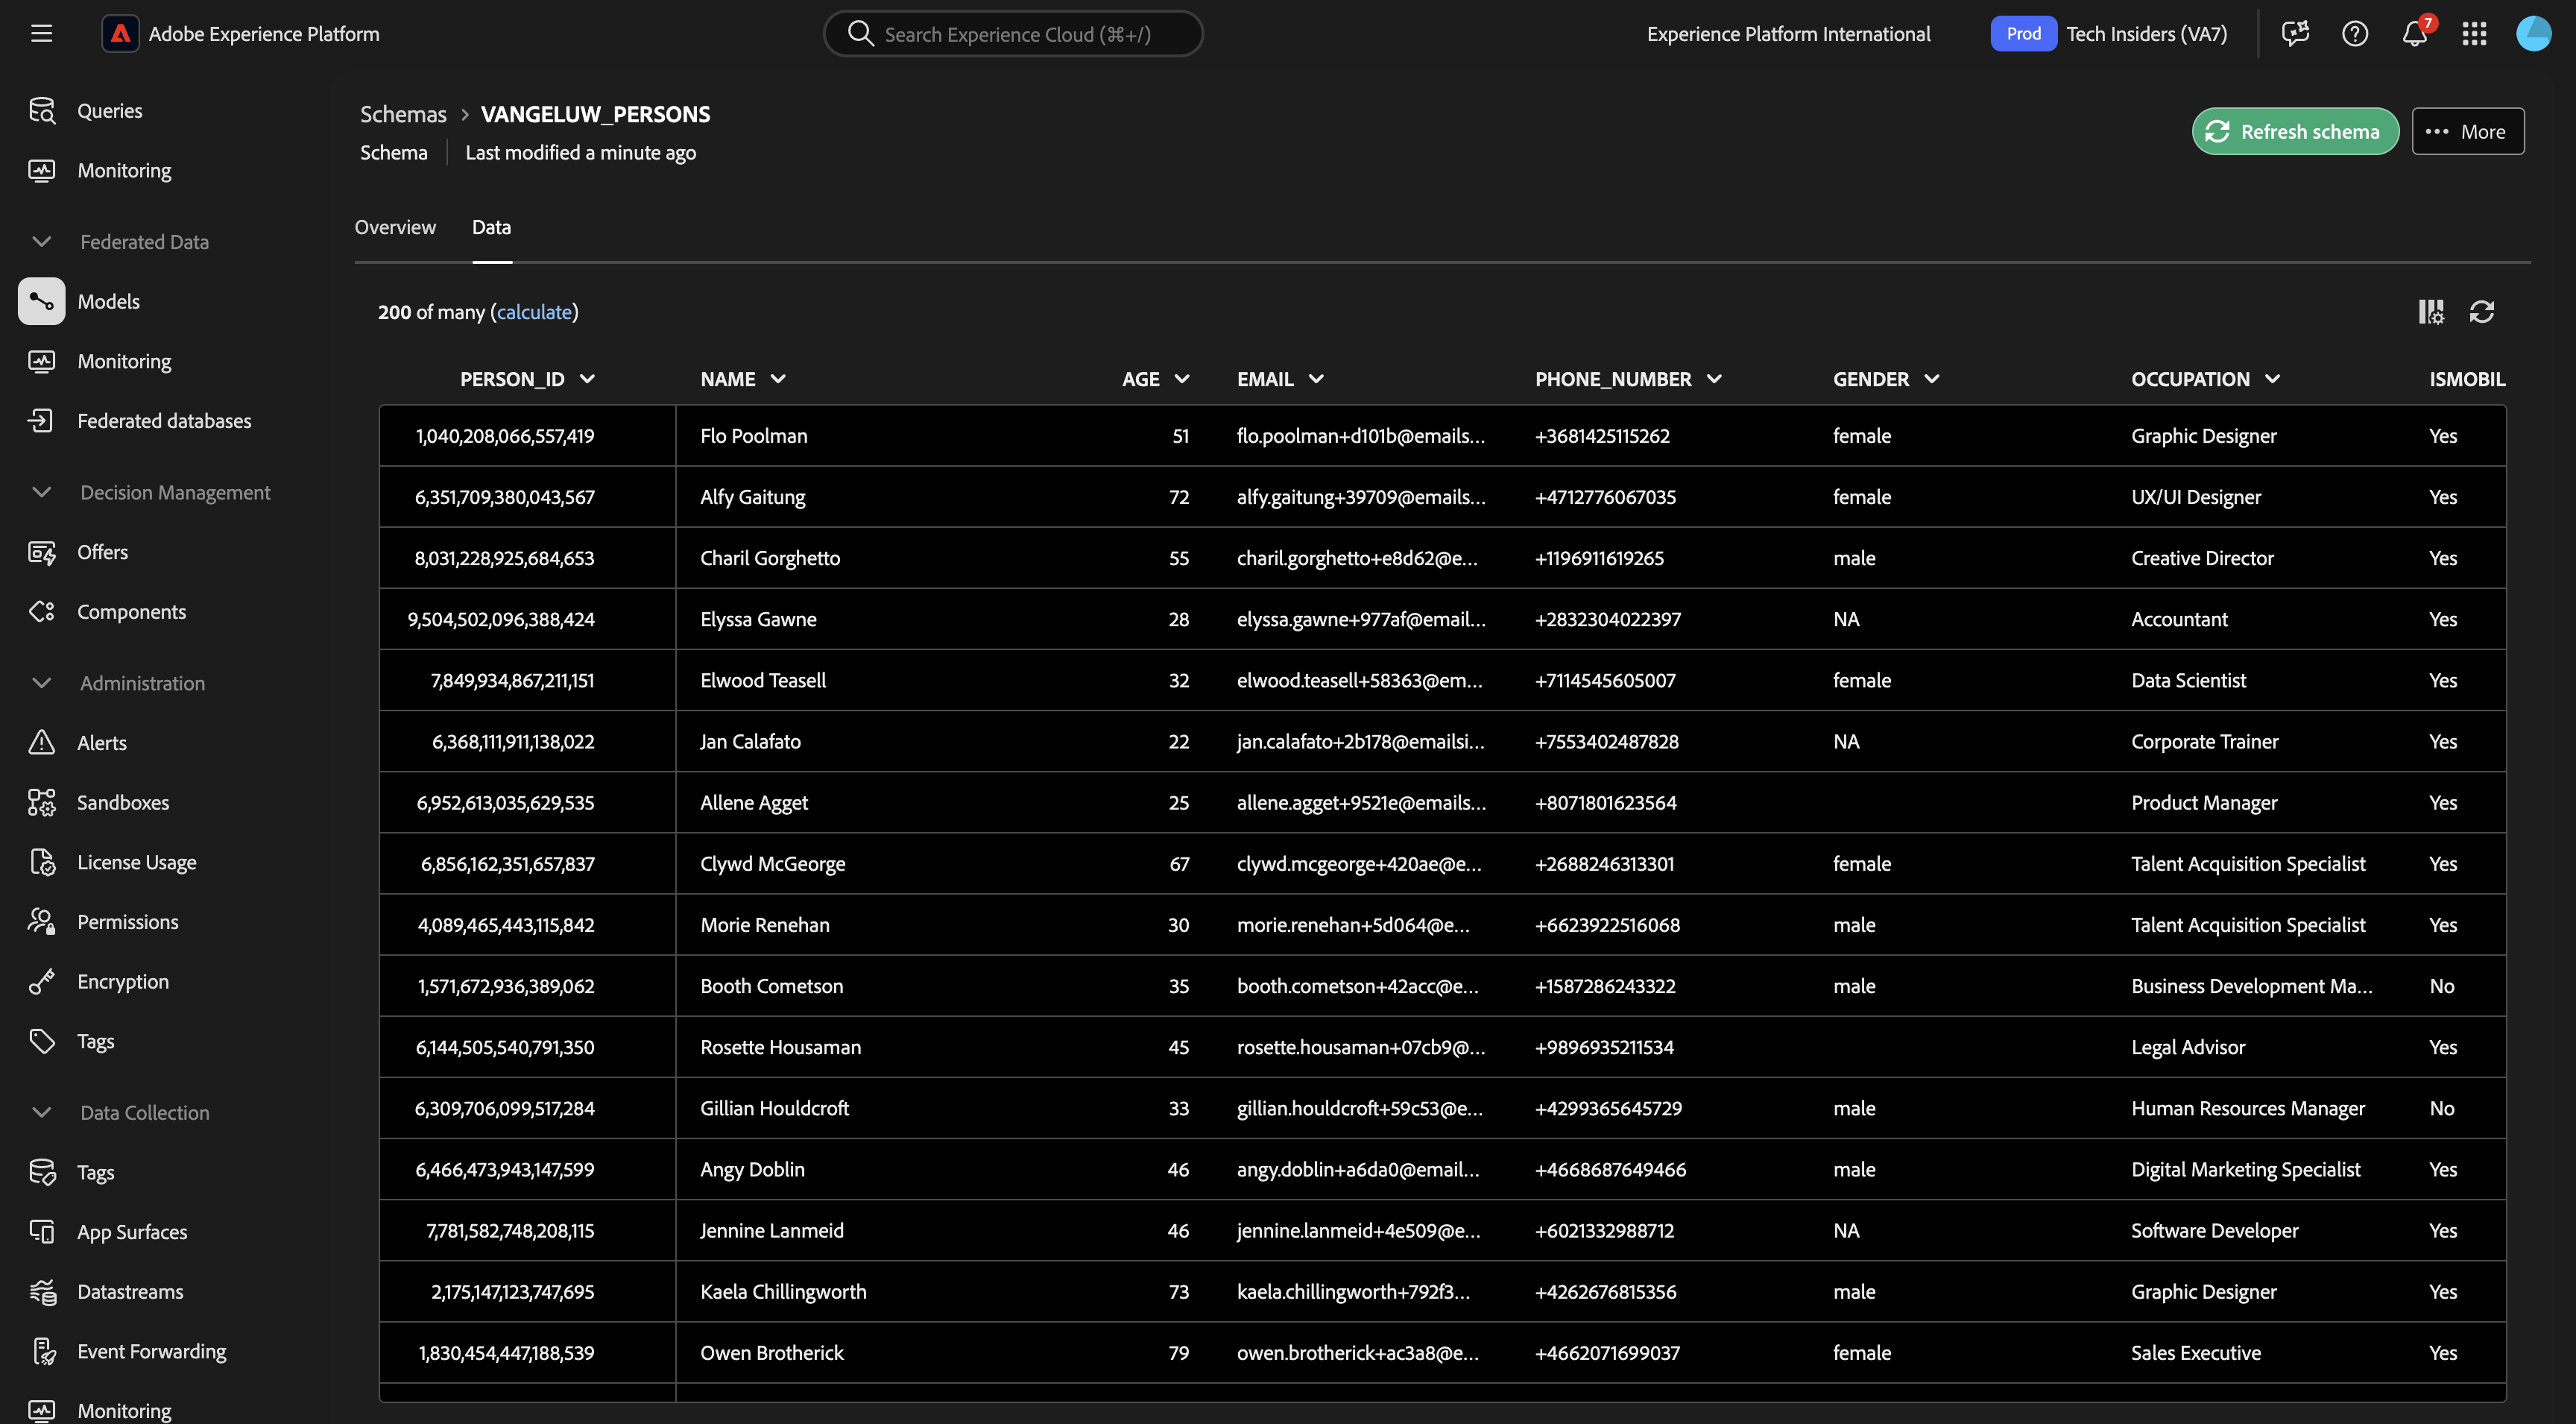 Adobe Experience Platform
Search Experience Cloud (⌘+/)
Experience Platform International
Prod
Tech Insiders (VA7)
7
Queries
Monitoring
Federated Data
Models
Monitoring
Federated databases
Decision Management
Offers
Components
Administration
Alerts
Sandboxes
License Usage
Permissions
Encryption
Tags
Data Collection
Tags
App Surfaces
Datastreams
Event Forwarding
Monitoring
Schemas > VANGELUW_PERSONS
Schema | Last modified a minute ago
Refresh schema
More
Overview Data
200 of many (calculate)
PERSON_ID NAME AGE EMAIL PHONE_NUMBER GENDER OCCUPATION ISMOBIL
1,040,208,066,557,419 Flo Poolman 51 flo.poolman+d101b@emails... +3681425115262 female Graphic Designer Yes
6,351,709,380,043,567 Alfy Gaitung 72 alfy.gaitung+39709@emails... +4712776067035 female UX/UI Designer Yes
8,031,228,925,684,653 Charil Gorghetto 55 charil.gorghetto+e8d62@e... +1196911619265 male Creative Director Yes
9,504,502,096,388,424 Elyssa Gawne 28 elyssa.gawne+977af@email... +2832304022397 NA Accountant Yes
7,849,934,867,211,151 Elwood Teasell 32 elwood.teasell+58363@em... +7114545605007 female Data Scientist Yes
6,368,111,911,138,022 Jan Calafato 22 jan.calafato+2b178@emailsi... +7553402487828 NA Corporate Trainer Yes
6,952,613,035,629,535 Allene Agget 25 allene.agget+9521e@emails... +8071801623564 Product Manager Yes
6,856,162,351,657,837 Clywd McGeorge 67 clywd.mcgeorge+420ae@e... +2688246313301 female Talent Acquisition Specialist Yes
4,089,465,443,115,842 Morie Renehan 30 morie.renehan+5d064@e... +6623922516068 male Talent Acquisition Specialist Yes
1,571,672,936,389,062 Booth Cometson 35 booth.cometson+42acc@e... +1587286243322 male Business Development Ma... No
6,144,505,540,791,350 Rosette Housaman 45 rosette.housaman+07cb9@... +9896935211534 Legal Advisor Yes
6,309,706,099,517,284 Gillian Houldcroft 33 gillian.houldcroft+59c53@e... +4299365645729 male Human Resources Manager No
6,466,473,943,147,599 Angy Doblin 46 angy.doblin+a6da0@email... +4668687649466 male Digital Marketing Specialist Yes
7,781,582,748,208,115 Jennine Lanmeid 46 jennine.lanmeid+4e509@e... +6021332988712 NA Software Developer Yes
2,175,147,123,747,695 Kaela Chillingworth 73 kaela.chillingworth+792f3... +4262676815356 male Graphic Designer Yes
1,830,454,447,188,539 Owen Brotherick 79 owen.brotherick+ac3a8@e... +4662071699037 female Sales Executive Yes